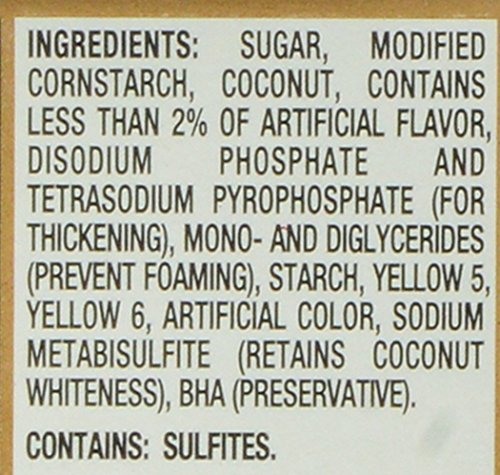 INGREDIENTS: SUGAR, MODIFIED
CORNSTARCH, COCONUT, CONTAINS
LESS THAN 2% OF ARTIFICIAL FLAVOR,
DISODIUM PHOSPHATE AND
TETRASODIUM PYROPHOSPHATE (FOR
THICKENING), MONO- AND DIGLYCERIDES
(PREVENT FOAMING), STARCH, YELLOW 5,
YELLOW 6, ARTIFICIAL COLOR, SODIUM
METABISULFITE (RETAINS COCONUT
WHITENESS), BHA (PRESERVATIVE).
CONTAINS: SULFITES.